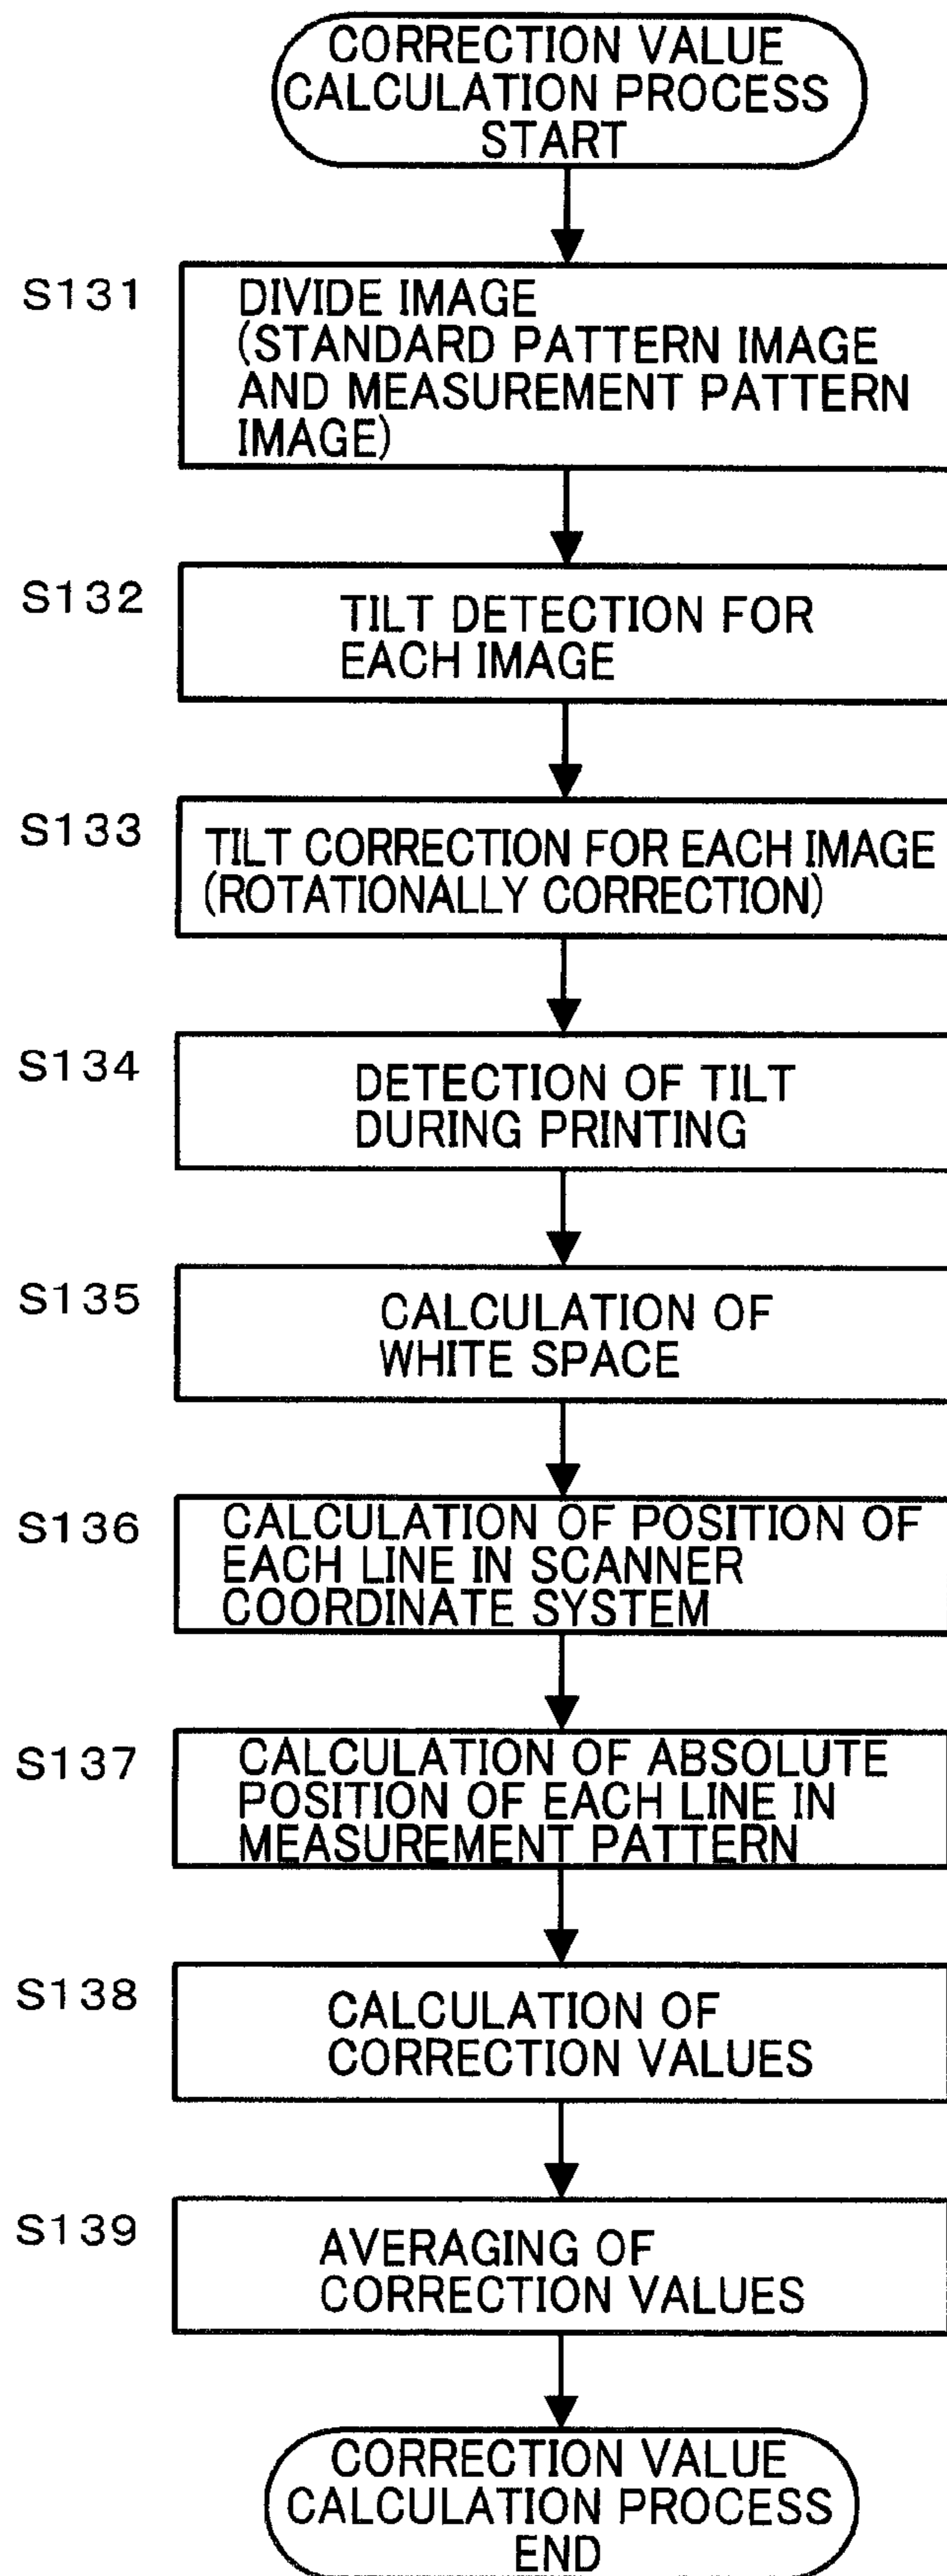 CORRECTION VALUE
CALCULATION PROCESS
START
S131
DIVIDE IMAGE
(STANDARD PATTERN IMAGE
AND MEASUREMENT PATTERN
IMAGE)
S132
TILT DETECTION FOR
EACH IMAGE
S133
TILT CORRECTION FOR EACH IMAGE
(ROTATIONALLY CORRECTION)
S134
DETECTION OF TILT
DURING PRINTING
S135
CALCULATION OF
WHITE SPACE
S136
CALCULATION OF POSITION OF
EACH LINE IN SCANNER
COORDINATE SYSTEM
S137
CALCULATION OF ABSOLUTE
POSITION OF EACH LINE IN
MEASUREMENT PATTERN
S138
CALCULATION OF
CORRECTION VALUES
S139
AVERAGING OF
CORRECTION VALUES
CORRECTION VALUE
CALCULATION PROCESS
END